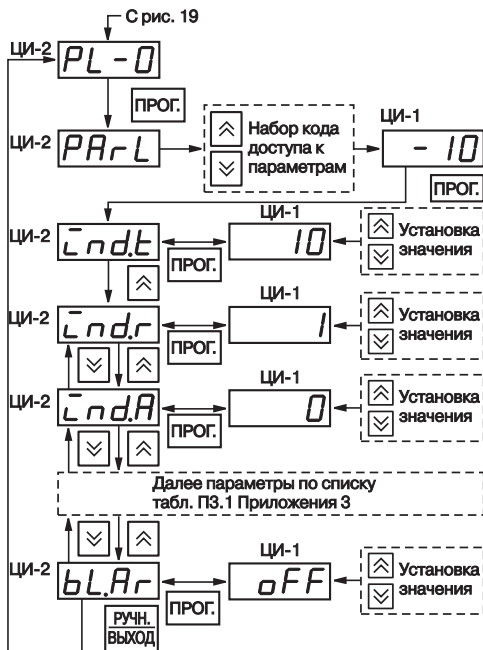 С рис. 19
ЦИ-2
PL-0
ПРОГ.
ЦИ-2
PArL
Набор кода
доступа к
параметрам
ЦИ-1
-10
ПРОГ.
ЦИ-2
ind.t
ПРОГ.
ЦИ-1
10
Установка
значения
ЦИ-2
ind.r
ПРОГ.
ЦИ-1
1
Установка
значения
ЦИ-2
ind.A
ПРОГ.
ЦИ-1
0
Установка
значения
Далее параметры по списку
табл. П3.1 Приложения 3
ЦИ-2
bL.Ar
ПРОГ.
ЦИ-1
oFF
Установка
значения
РУЧН.
ВЫХОД